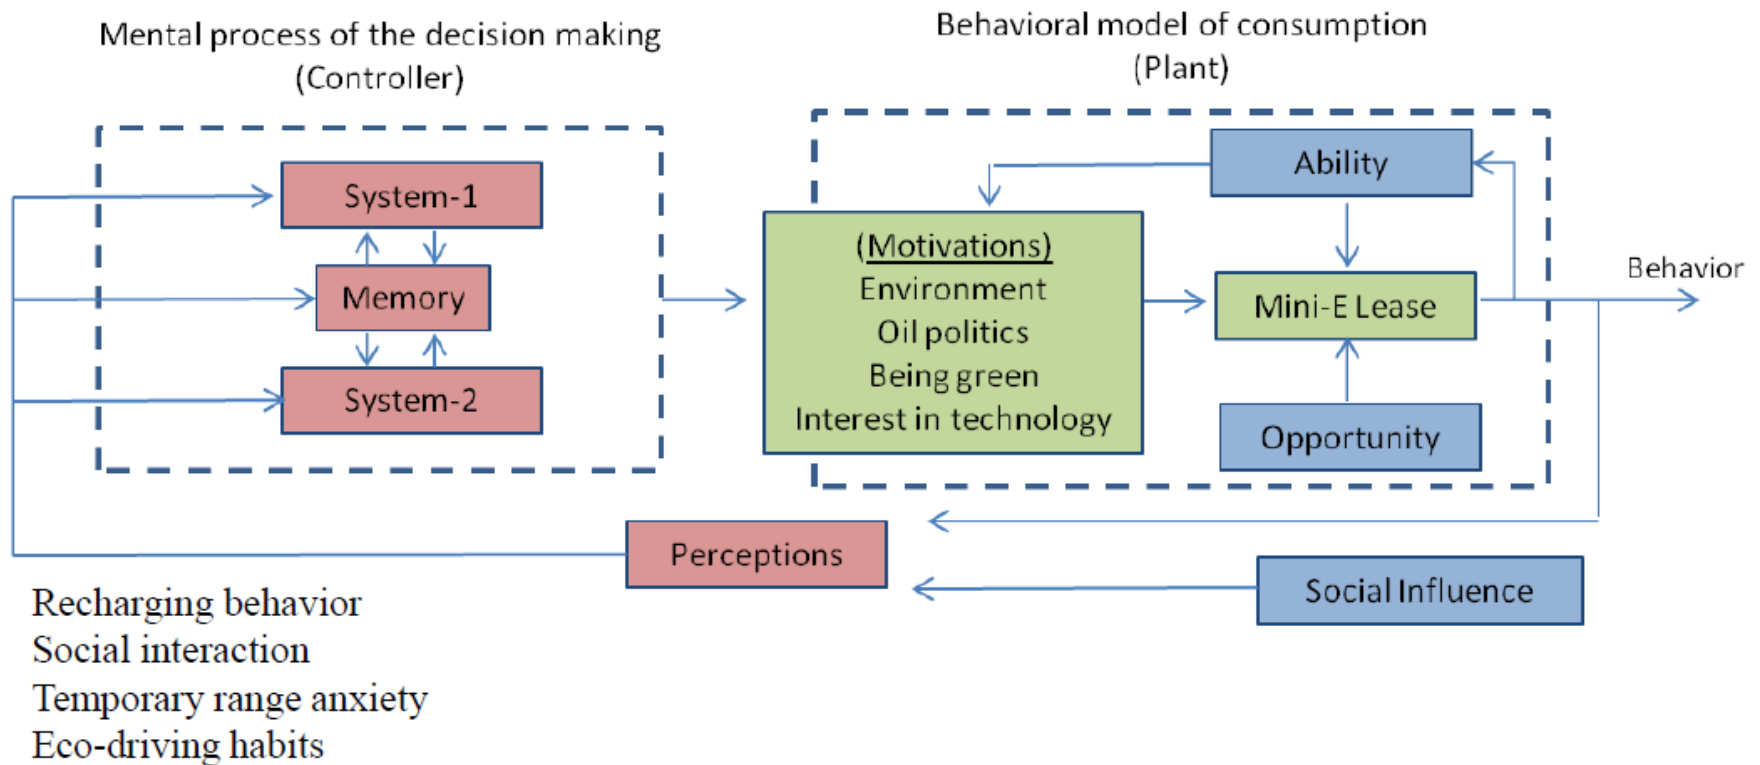 Mental process of the decision making
(Controller)
Behavioral model of consumption
(Plant)
System-1
Memory
System-2
(Motivations)
Environment
Oil politics
Being green
Interest in technology
Ability
Mini-E Lease
Opportunity
Behavior
Perceptions
Social Influence
Recharging behavior
Social interaction
Temporary range anxiety
Eco-driving habits